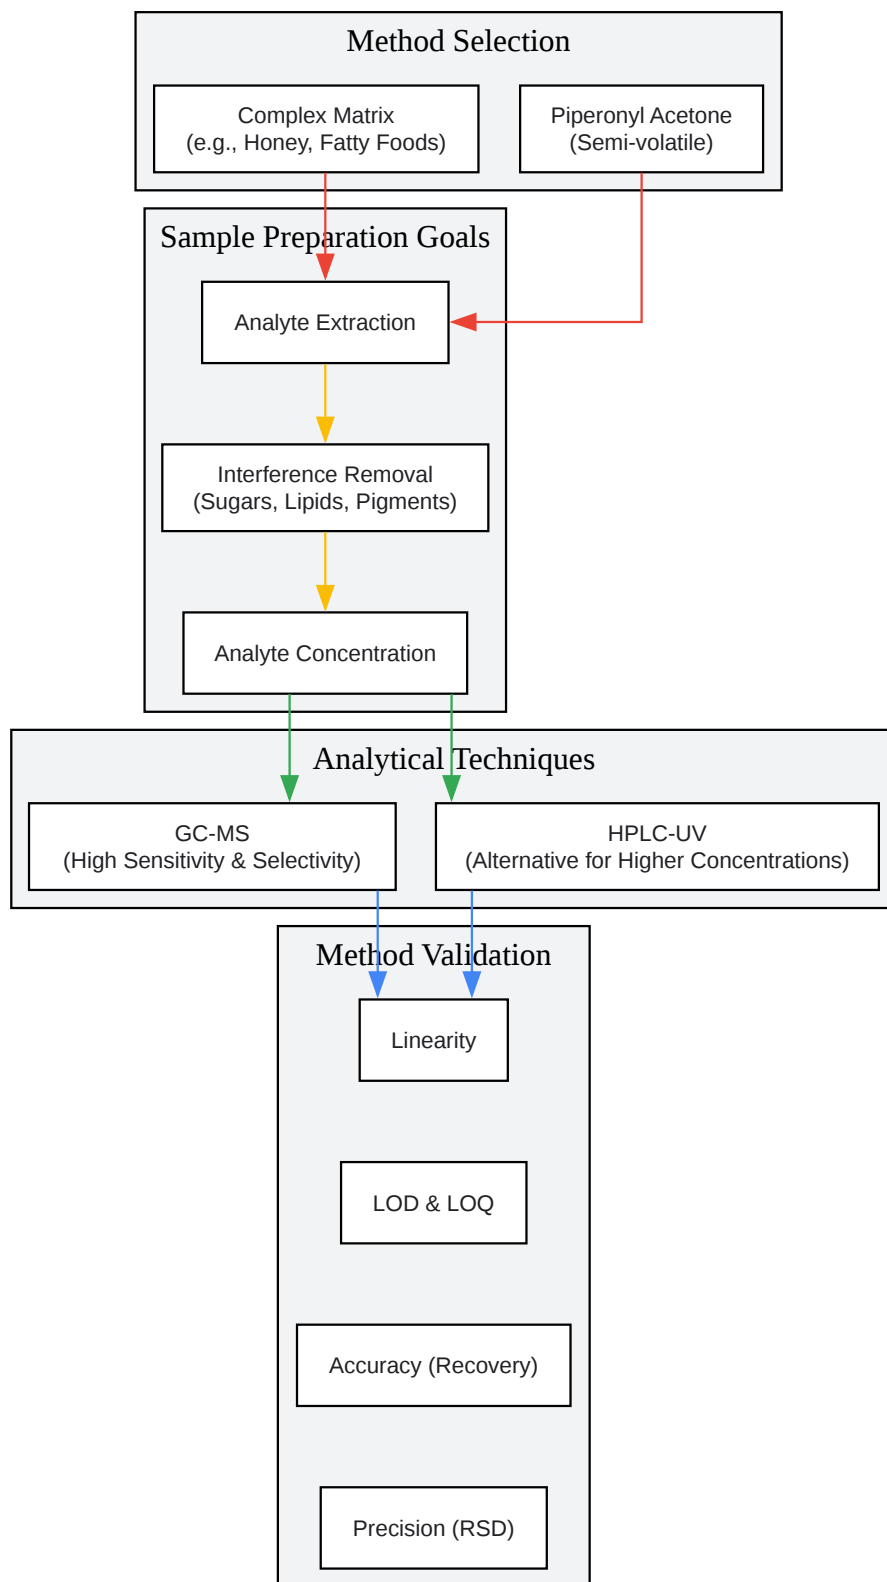 Method Selection
Complex Matrix
(e.g., Honey, Fatty Foods)
Piperonyl Acetone
(Semi-volatile)
Sample Preparation Goals
Analyte Extraction
Interference Removal
(Sugars, Lipids, Pigments)
Analyte Concentration
Analytical Techniques
GC-MS
(High Sensitivity & Selectivity)
HPLC-UV
(Alternative for Higher Concentrations)
Method Validation
Linearity
LOD & LOQ
Accuracy (Recovery)
Precision (RSD)